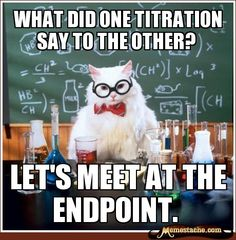 WHAT DID ONE TITRATION
SAY TO THE OTHER?
LET'S MEET AT THE
ENDPOINT.
Memestache.com